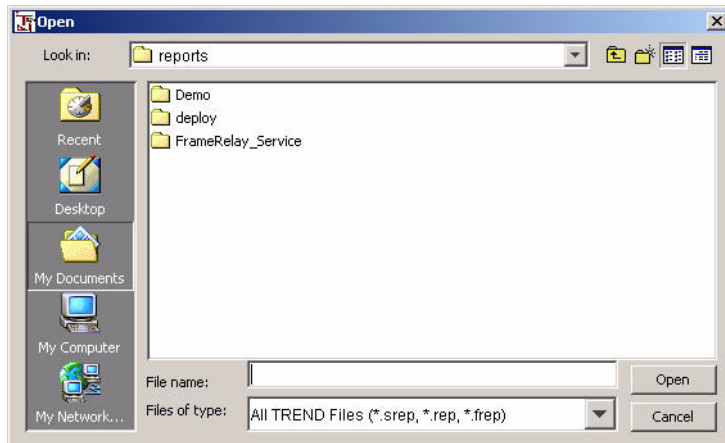 Open
Look in: reports
Demo
deploy
FrameRelay_Service
Recent
Desktop
My Documents
My Computer
My Network...
File name:
Open
Files of type: All TREND Files (*.srep, *.rep, *.frep)
Cancel